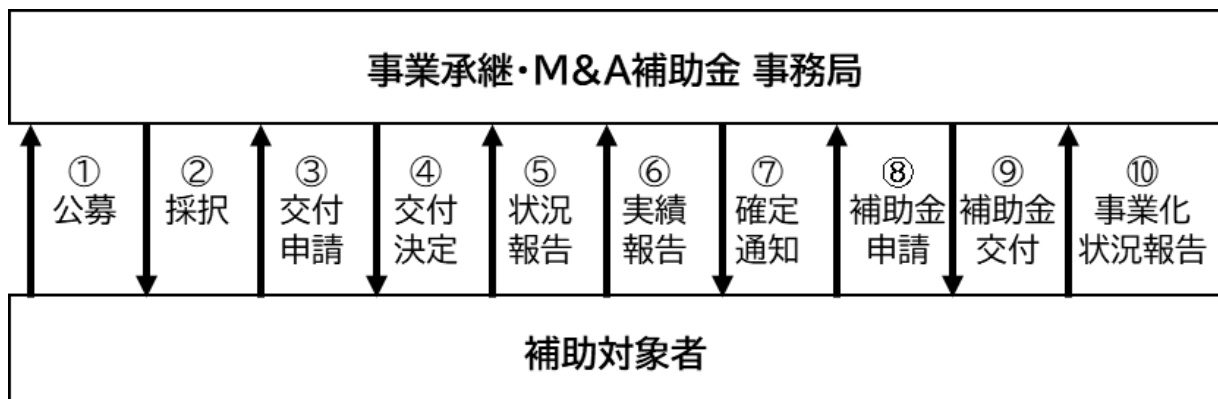 事業承継・M&A補助金 事務局
①
公募
②
採択
③
交付
申請
④
交付
決定
⑤
状況
報告
⑥
実績
報告
⑦
確定
通知
⑧
補助金
申請
⑨
補助金
交付
⑩
事業化
状況報告
補助対象者